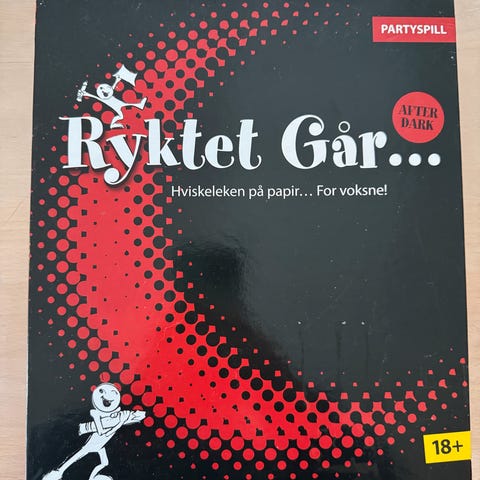 PARTYSPILL
AFTER
DARK
Ryktet Går...
Hviskeleken på papir... For voksne!
18+